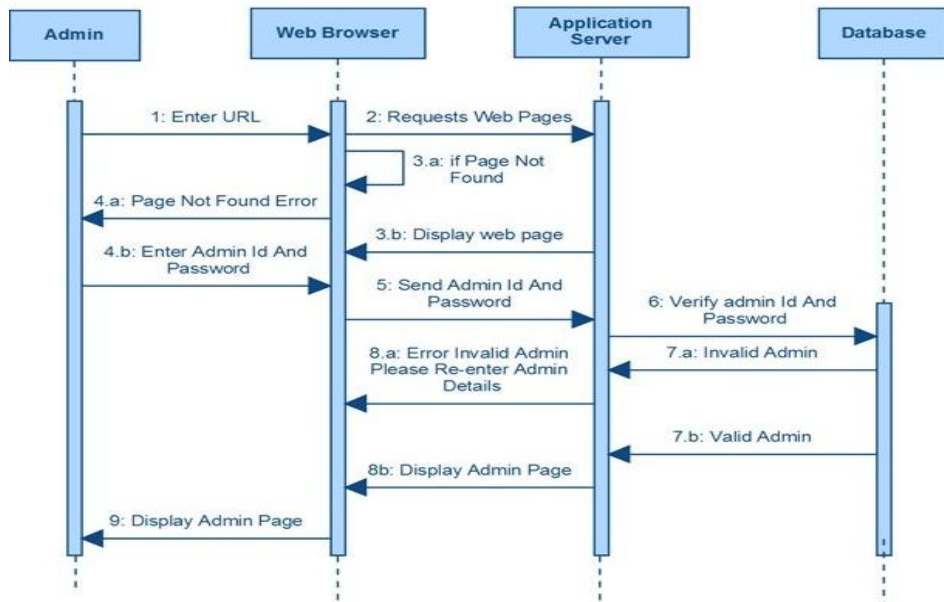 Admin
Web Browser
Application
Server
Database
1: Enter URL
2: Requests Web Pages
3.a: if Page Not
Found
4.a: Page Not Found Error
3.b: Display web page
4.b: Enter Admin Id And
Password
5: Send Admin Id And
Password
6: Verify admin Id And
Password
8.a: Error Invalid Admin
Please Re-enter Admin
Details
7.a: Invalid Admin
7.b: Valid Admin
8b: Display Admin Page
9: Display Admin Page